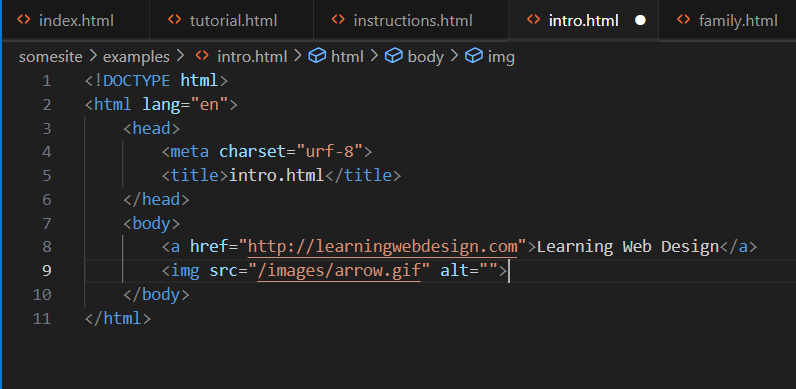 index.html tutorial.html instructions.html intro.html family.html
somesite > examples > intro.html > html > body > img
1 <!DOCTYPE html>
2 <html lang="en">
3 <head>
4 <meta charset="urf-8">
5 <title>intro.html</title>
6 </head>
7 <body>
8 <a href="http://learningwebdesign.com">Learning Web Design</a>
9 <img src="/images/arrow.gif" alt="">
10 </body>
11 </html>